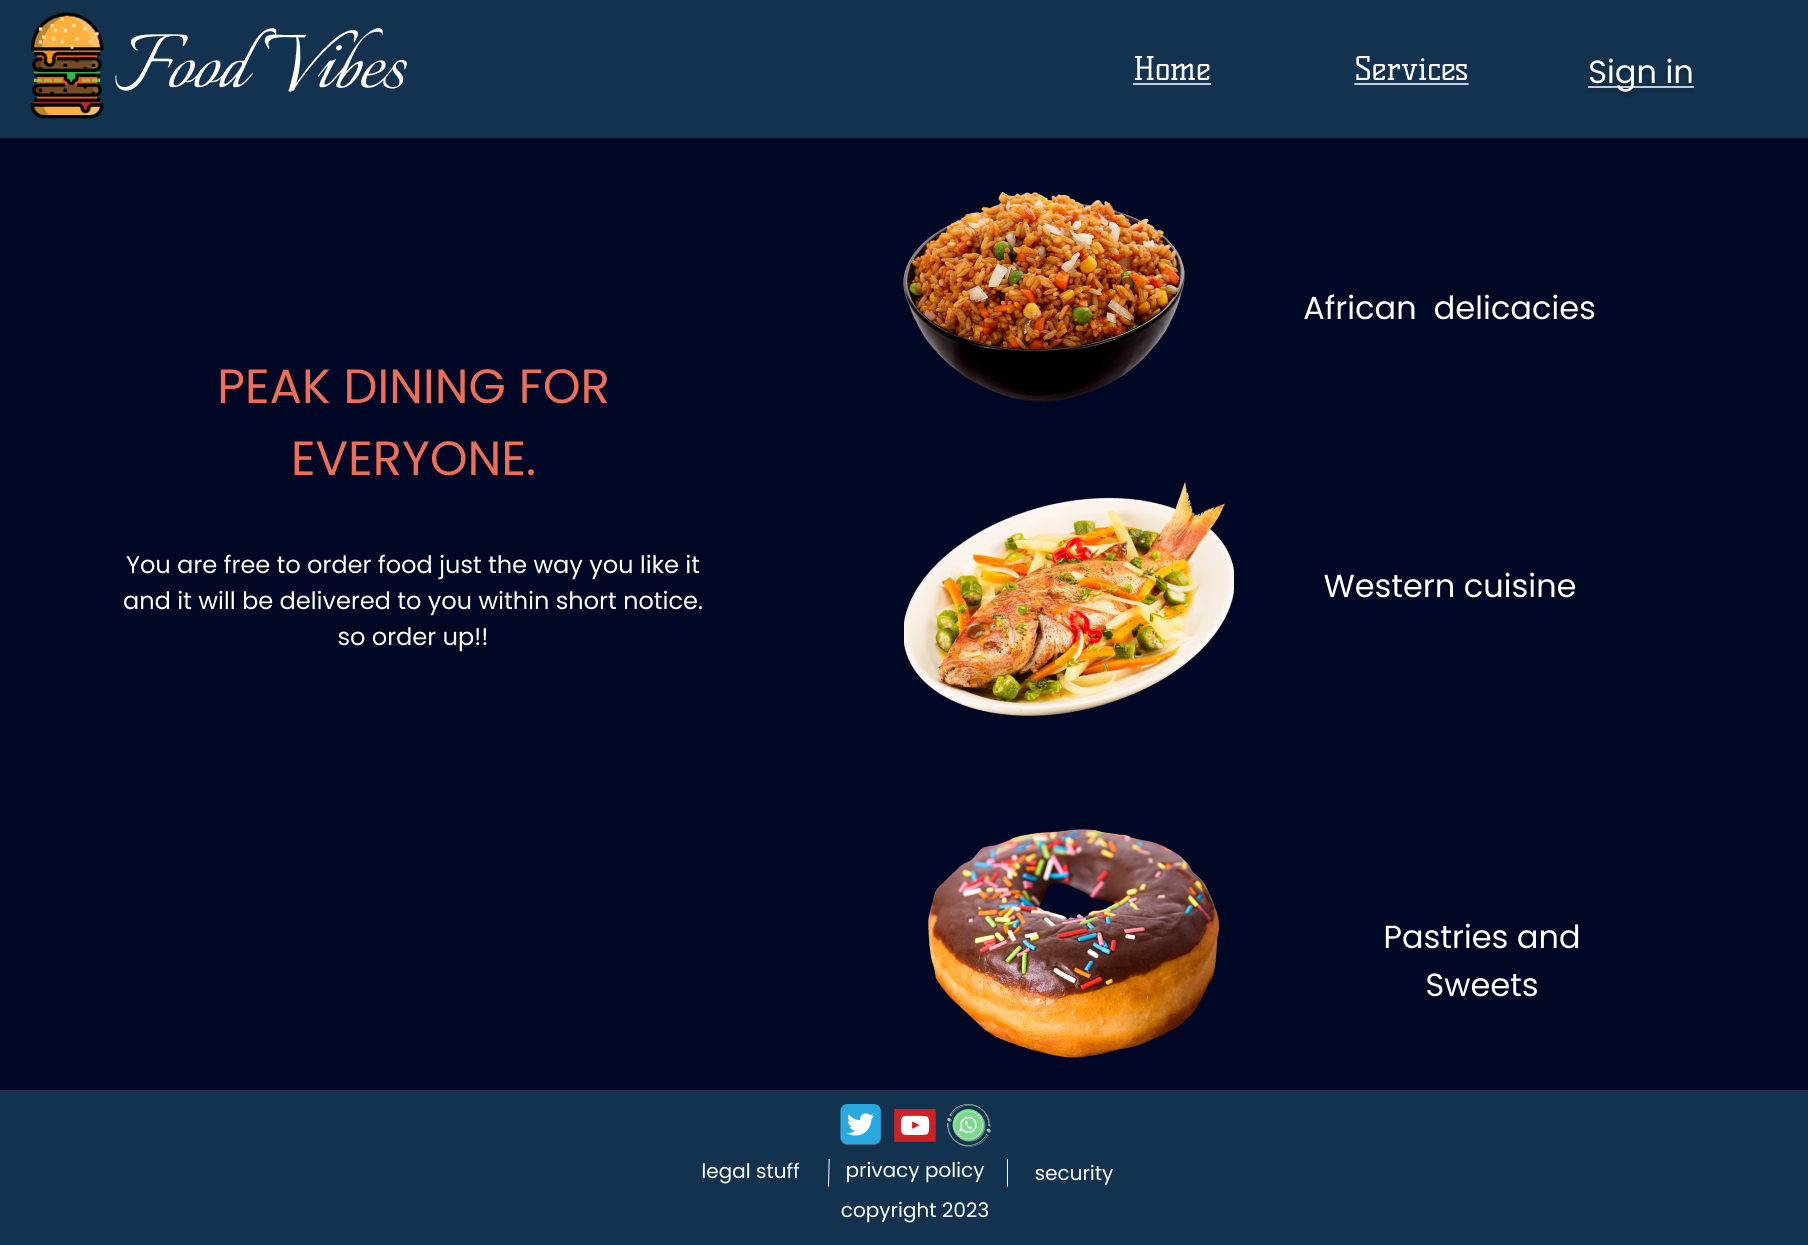 Food Vibes
Home
Services
Sign in
PEAK DINING FOR
EVERYONE.
You are free to order food just the way you like it
and it will be delivered to you within short notice.
so order up!!
African  delicacies
Western cuisine
Pastries and
Sweets
legal stuff
privacy policy
security
copyright 2023